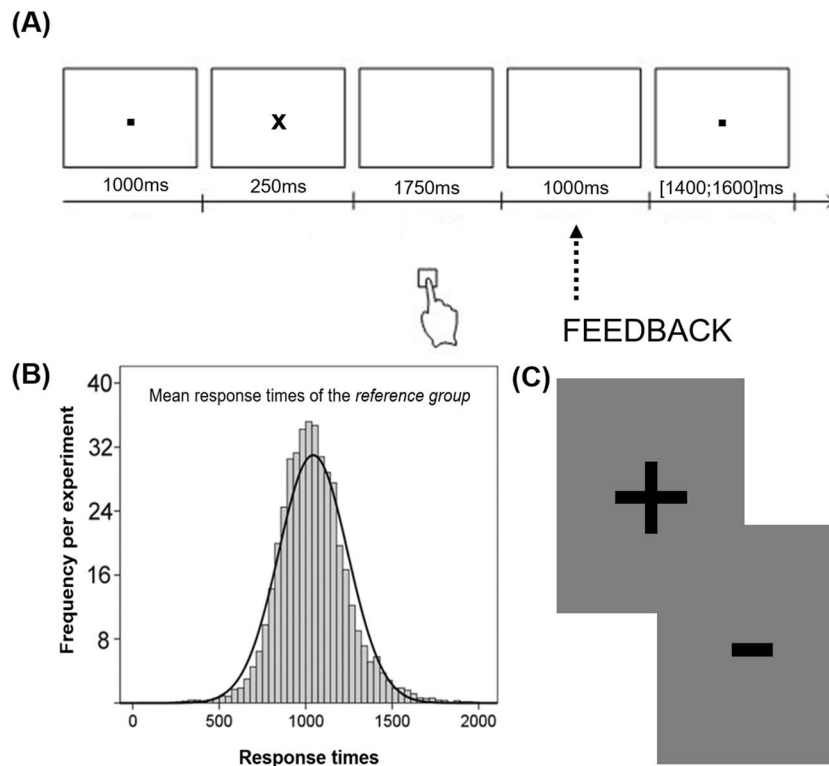 (A)
x
1000ms
250ms
1750ms
1000ms
[1400;1600]ms
FEEDBACK
(B)
Mean response times of the reference group
Frequency per experiment
40
32
24
16
8
0
500
1000
1500
2000
Response times
(C)